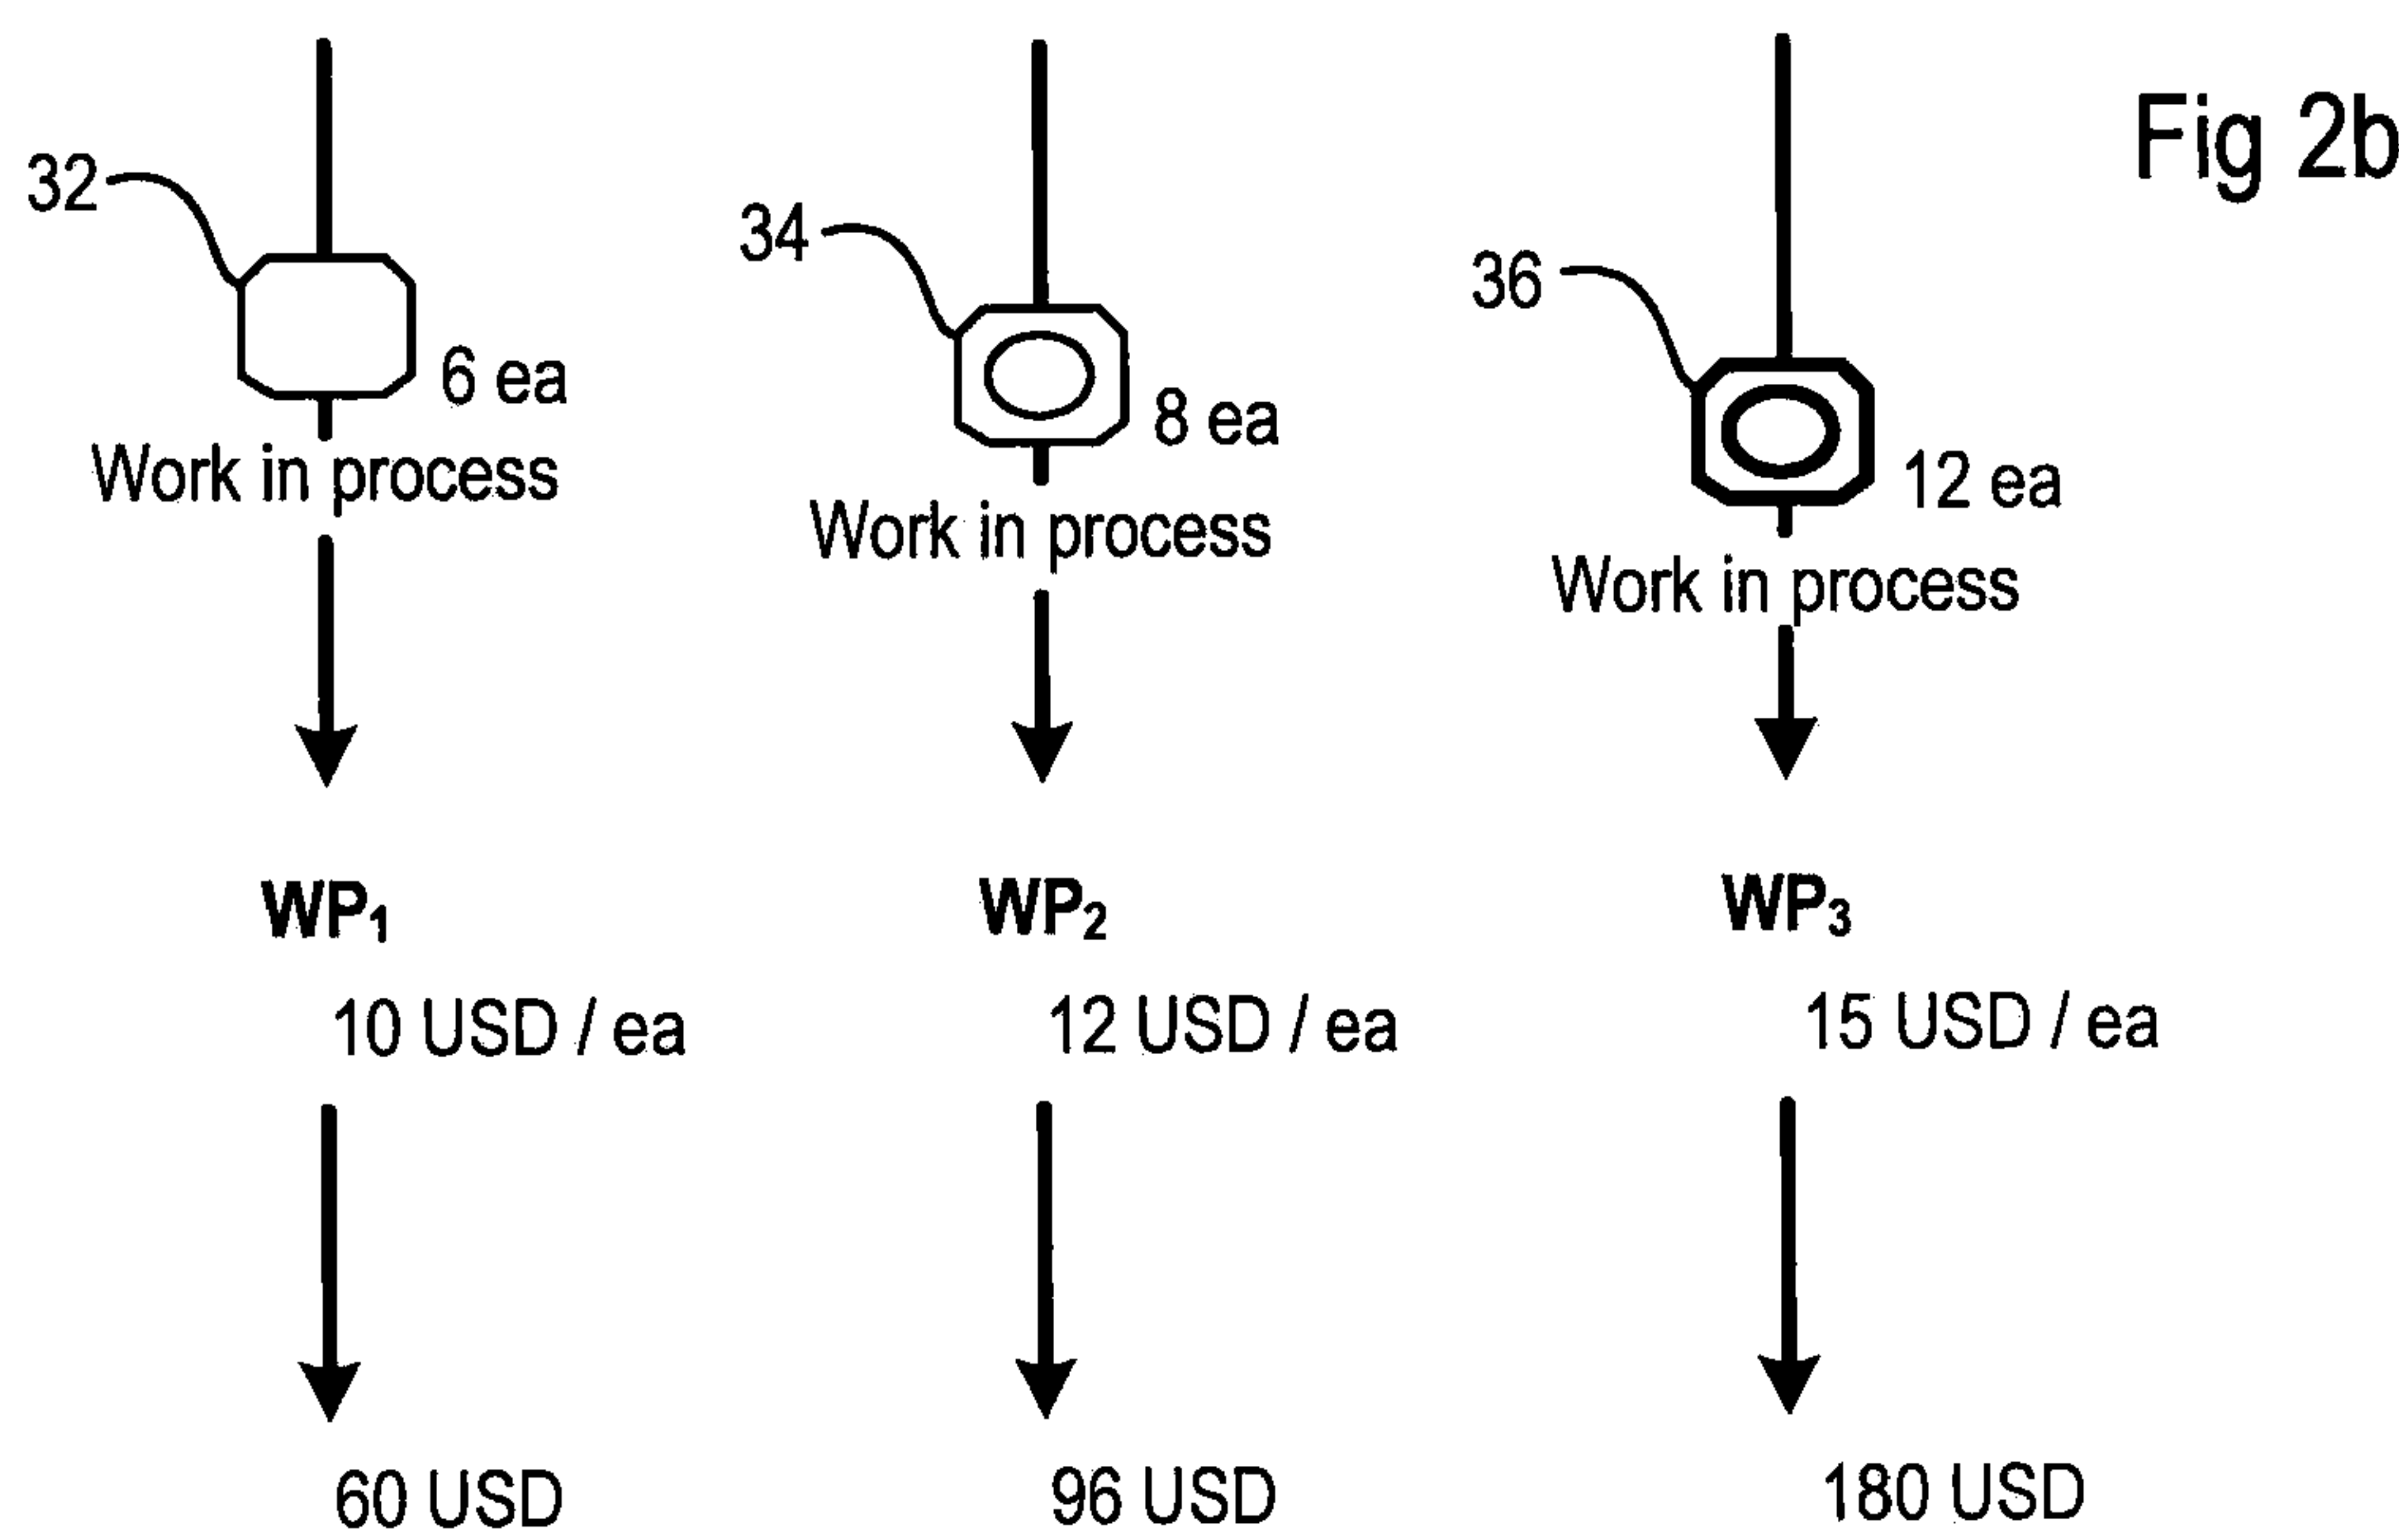 Fig 2b
32
6 ea
Work in process
34
8 ea
Work in process
36
12 ea
Work in process
WP₁
WP₂
WP₃
10 USD / ea
12 USD / ea
15 USD / ea
60 USD
96 USD
180 USD